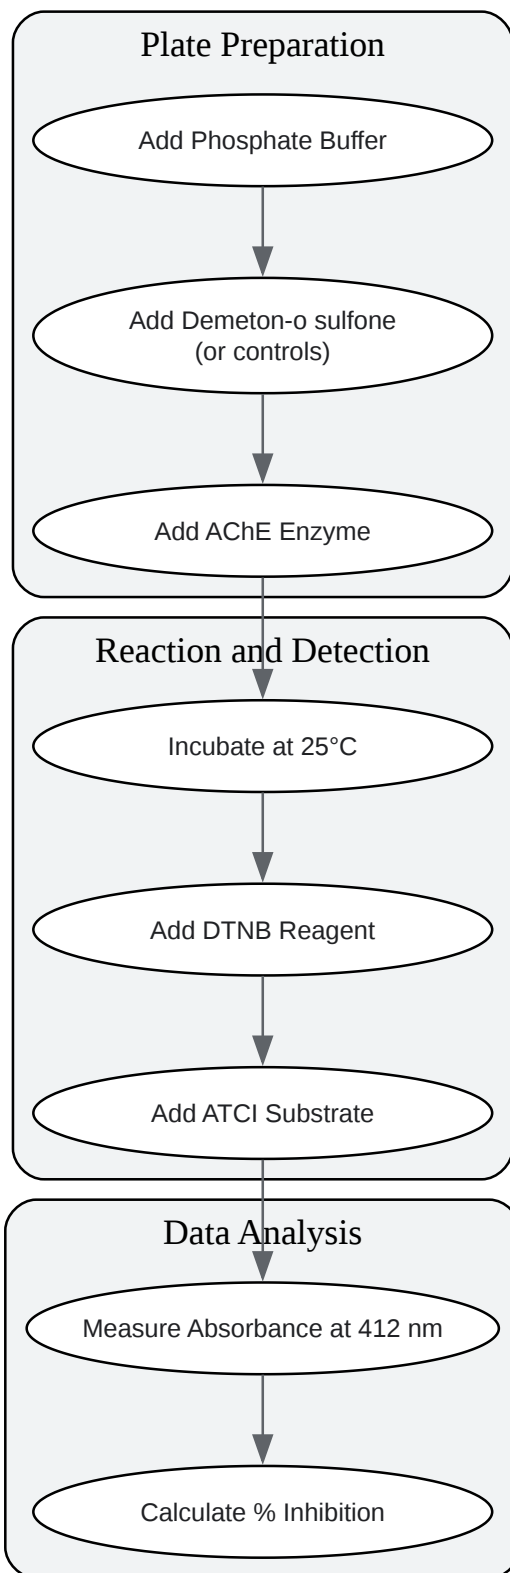 Plate Preparation
Add Phosphate Buffer
Add Demeton-o sulfone
(or controls)
Add AChE Enzyme
Reaction and Detection
Incubate at 25°C
Add DTNB Reagent
Add ATCI Substrate
Data Analysis
Measure Absorbance at 412 nm
Calculate % Inhibition